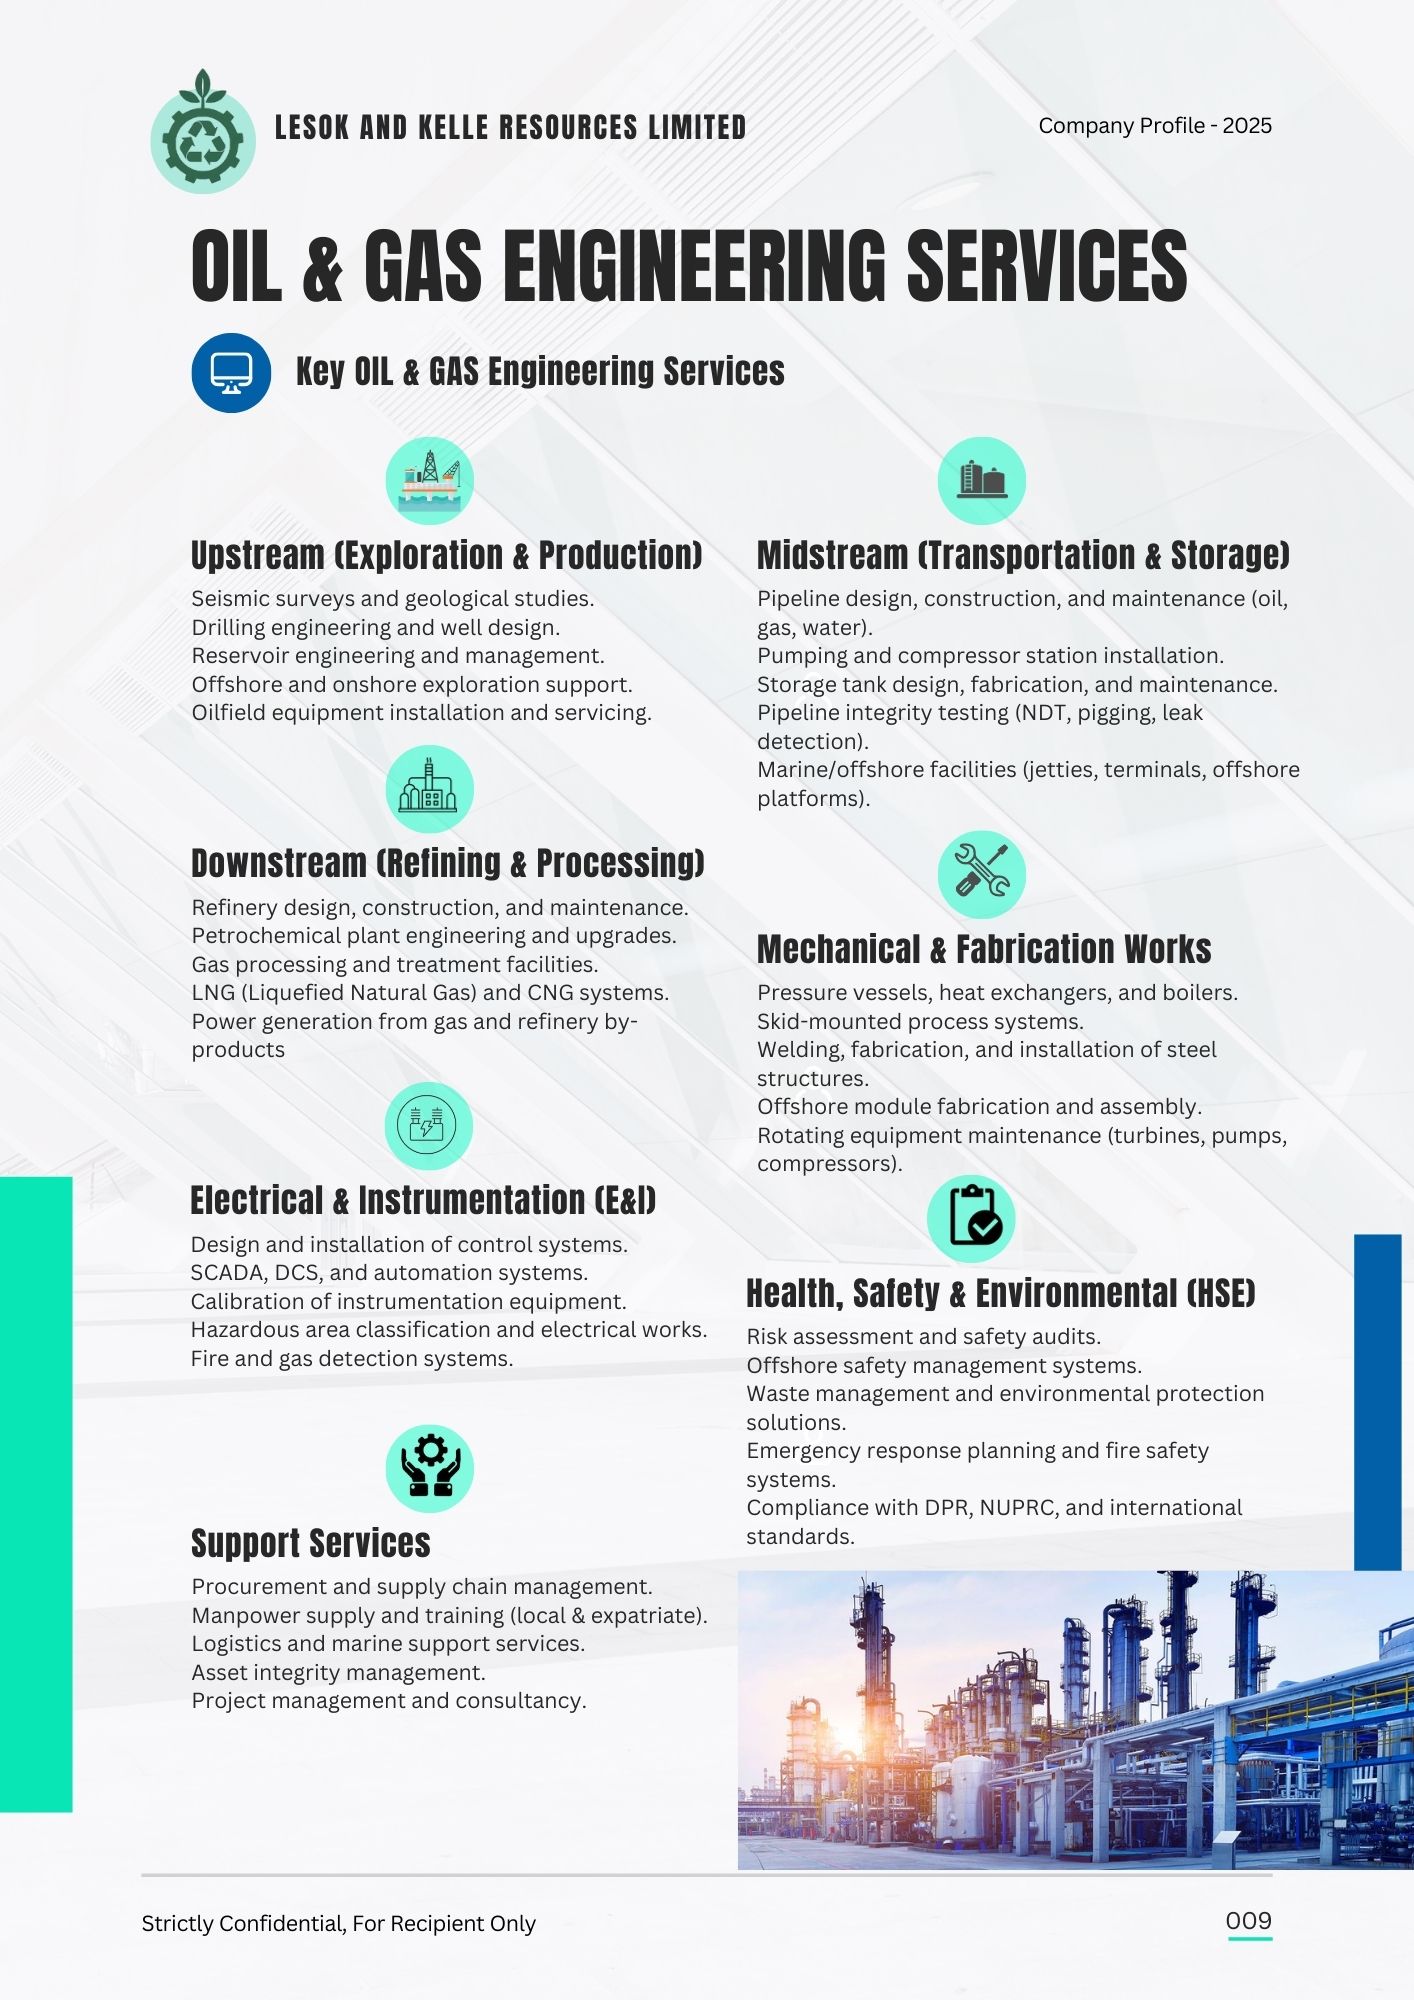 LESOK AND KELLE RESOURCES LIMITED
Company Profile - 2025
OIL & GAS ENGINEERING SERVICES
Key OIL & GAS Engineering Services
Upstream (Exploration & Production)
Seismic surveys and geological studies.
Drilling engineering and well design.
Reservoir engineering and management.
Offshore and onshore exploration support.
Oilfield equipment installation and servicing.
Downstream (Refining & Processing)
Refinery design, construction, and maintenance.
Petrochemical plant engineering and upgrades.
Gas processing and treatment facilities.
LNG (Liquefied Natural Gas) and CNG systems.
Power generation from gas and refinery by-
products
Electrical & Instrumentation (E&I)
Design and installation of control systems.
SCADA, DCS, and automation systems.
Calibration of instrumentation equipment.
Hazardous area classification and electrical works.
Fire and gas detection systems.
Support Services
Procurement and supply chain management.
Manpower supply and training (local & expatriate).
Logistics and marine support services.
Asset integrity management.
Project management and consultancy.
Midstream (Transportation & Storage)
Pipeline design, construction, and maintenance (oil,
gas, water).
Pumping and compressor station installation.
Storage tank design, fabrication, and maintenance.
Pipeline integrity testing (NDT, pigging, leak
detection).
Marine/offshore facilities (jetties, terminals, offshore
platforms).
Mechanical & Fabrication Works
Pressure vessels, heat exchangers, and boilers.
Skid-mounted process systems.
Welding, fabrication, and installation of steel
structures.
Offshore module fabrication and assembly.
Rotating equipment maintenance (turbines, pumps,
compressors).
Health, Safety & Environmental (HSE)
Risk assessment and safety audits.
Offshore safety management systems.
Waste management and environmental protection
solutions.
Emergency response planning and fire safety
systems.
Compliance with DPR, NUPRC, and international
standards.
Strictly Confidential, For Recipient Only
009